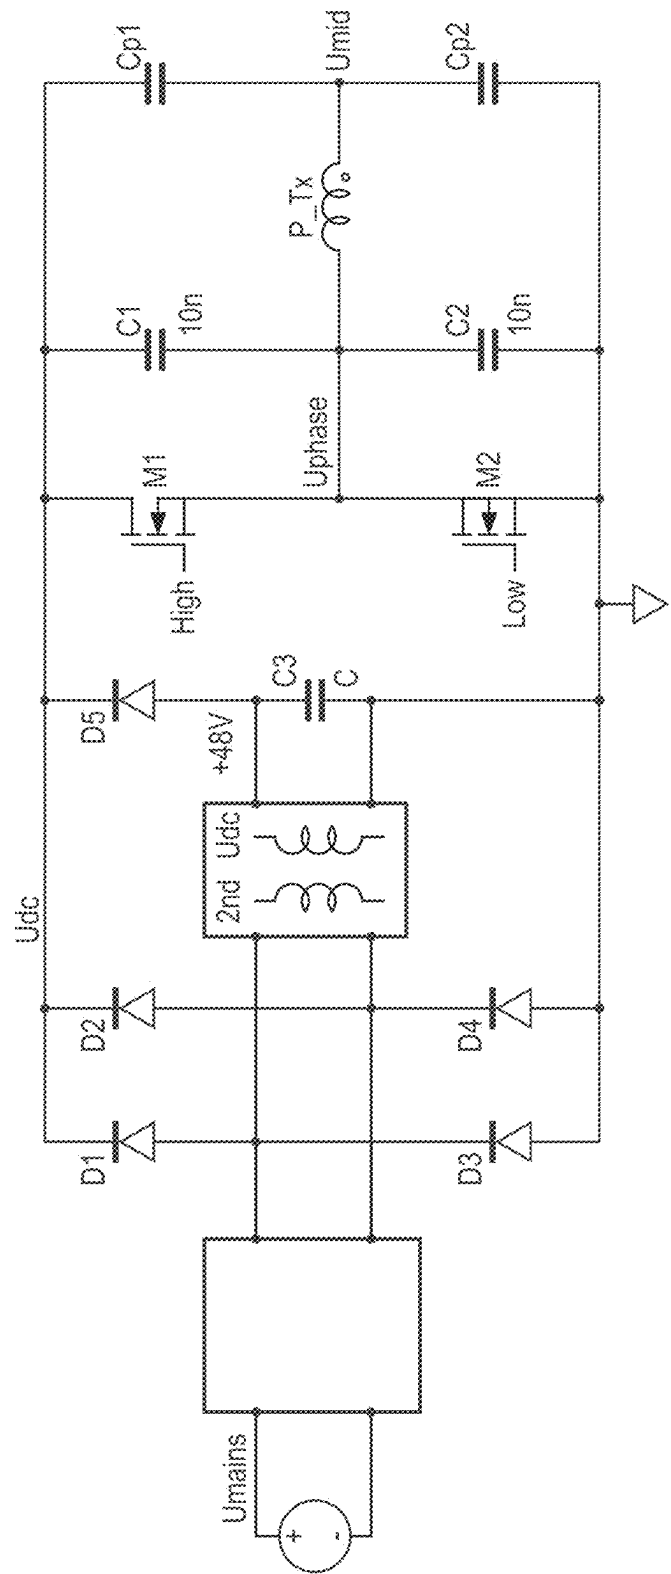 Umains
+
-
D1
D3
D2
D4
Udc
2nd
Udc
+48V
D5
C3
C
High
M1
Low
M2
Uphase
C1
10n
C2
10n
P_Tx
Umid
Cp1
Cp2